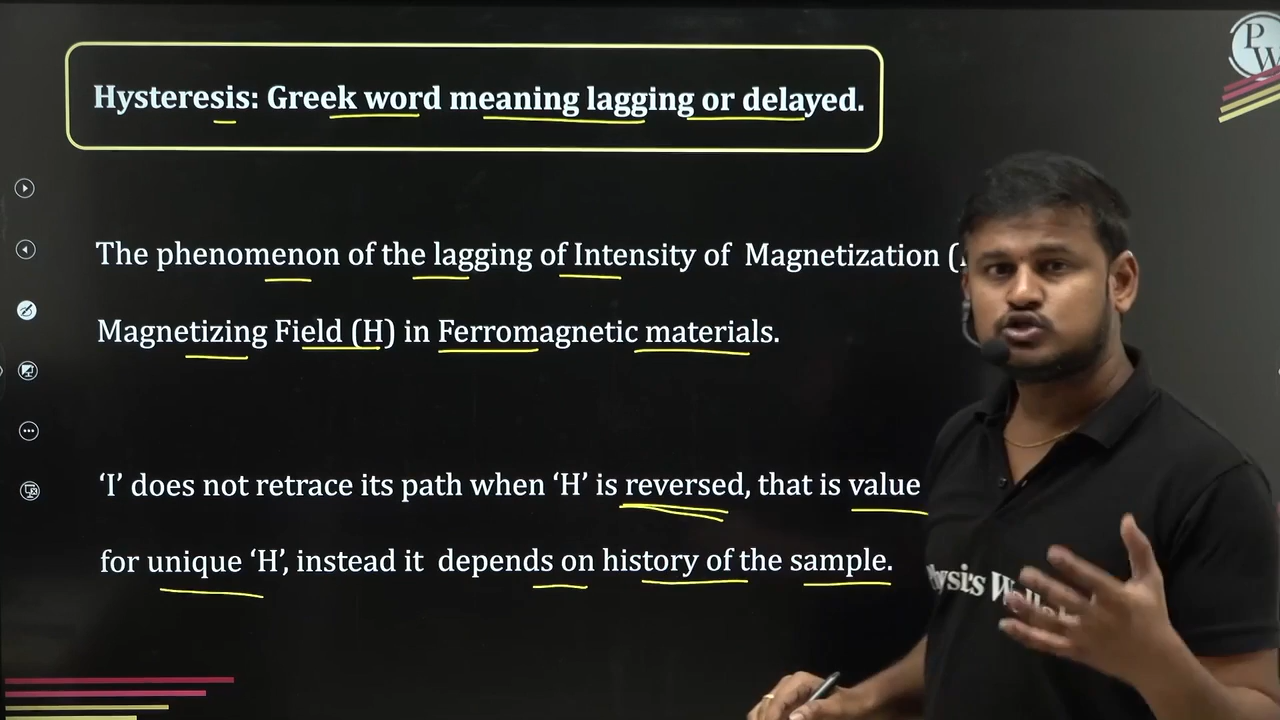 Hysteresis: Greek word meaning lagging or delayed.
P
W
The phenomenon of the lagging of Intensity of Magnetization (
Magnetizing Field (H) in Ferromagnetic materials.
‘I’ does not retrace its path when ‘H’ is reversed, that is value
for unique ‘H’, instead it depends on history of the sample.